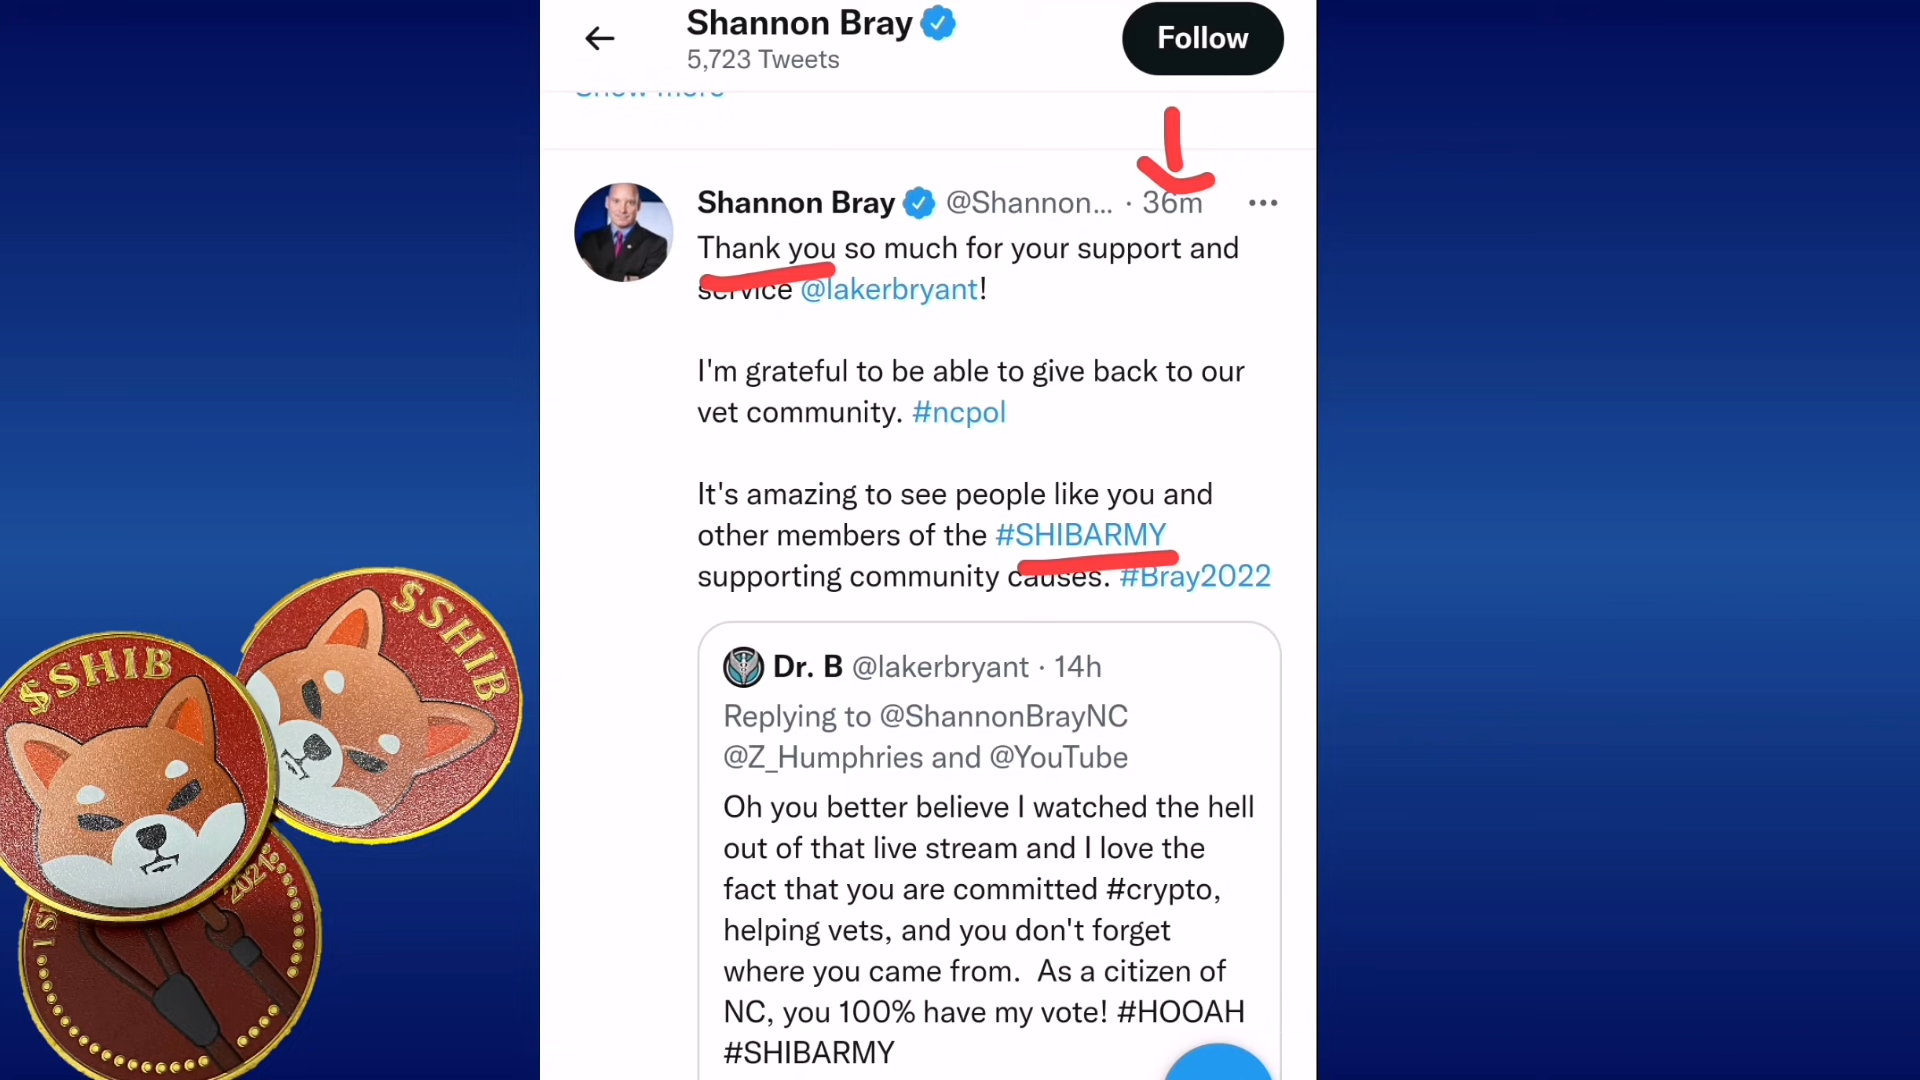 Shannon Bray
5,723 Tweets
Follow
Show more
Shannon Bray @Shannon... · 36m
Thank you so much for your support and
service @lakerbryant!
I'm grateful to be able to give back to our
vet community. #ncpol
It's amazing to see people like you and
other members of the #SHIBARMY
supporting community causes. #Bray2022
Dr. B @lakerbryant · 14h
Replying to @ShannonBrayNC
@Z_Humphries and @YouTube
Oh you better believe I watched the hell
out of that live stream and I love the
fact that you are committed #crypto,
helping vets, and you don't forget
where you came from. As a citizen of
NC, you 100% have my vote! #HOOAH
#SHIBARMY
$SHIB
$SHIB
2021